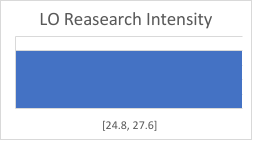 LO Reasearch Intensity
[24.8, 27.6]